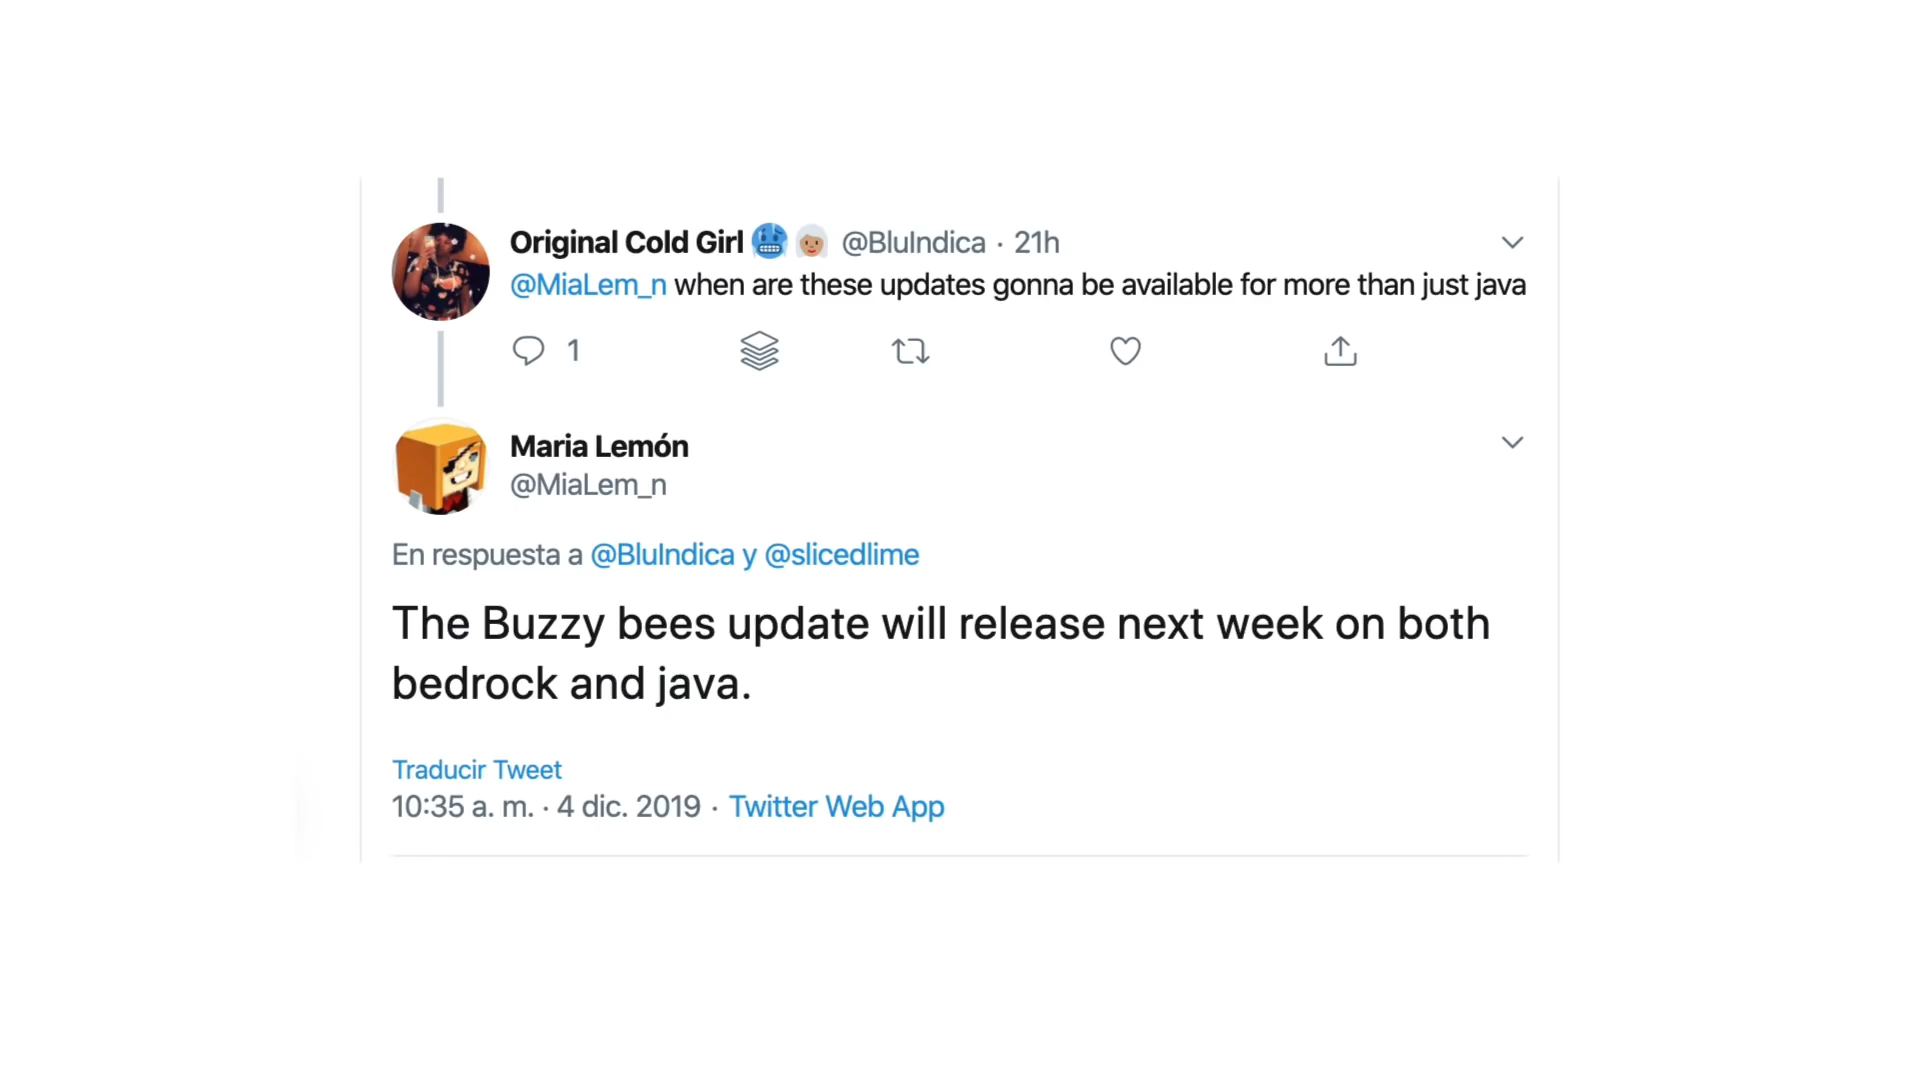 Original Cold Girl 🥶👩🏽‍🦳 @BluIndica · 21h
@MiaLem_n when are these updates gonna be available for more than just java
1
Maria Lemón
@MiaLem_n
En respuesta a @BluIndica y @slicedlime
The Buzzy bees update will release next week on both
bedrock and java.
Traducir Tweet
10:35 a. m. · 4 dic. 2019 · Twitter Web App